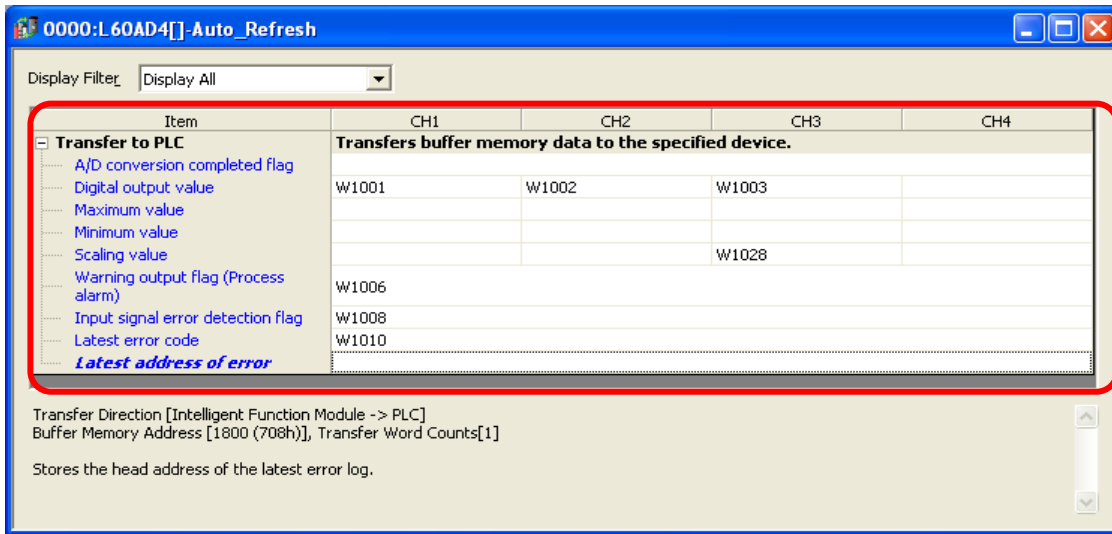 0000:L60AD4[]-Auto_Refresh
Display Filter Display All
Item CH1 CH2 CH3 CH4
Transfer to PLC Transfers buffer memory data to the specified device.
A/D conversion completed flag
Digital output value W1001 W1002 W1003
Maximum value
Minimum value
Scaling value W1028
Warning output flag (Process
alarm) W1006
Input signal error detection flag W1008
Latest error code W1010
Latest address of error
Transfer Direction [Intelligent Function Module -> PLC]
Buffer Memory Address [1800 (708h)], Transfer Word Counts[1]
Stores the head address of the latest error log.